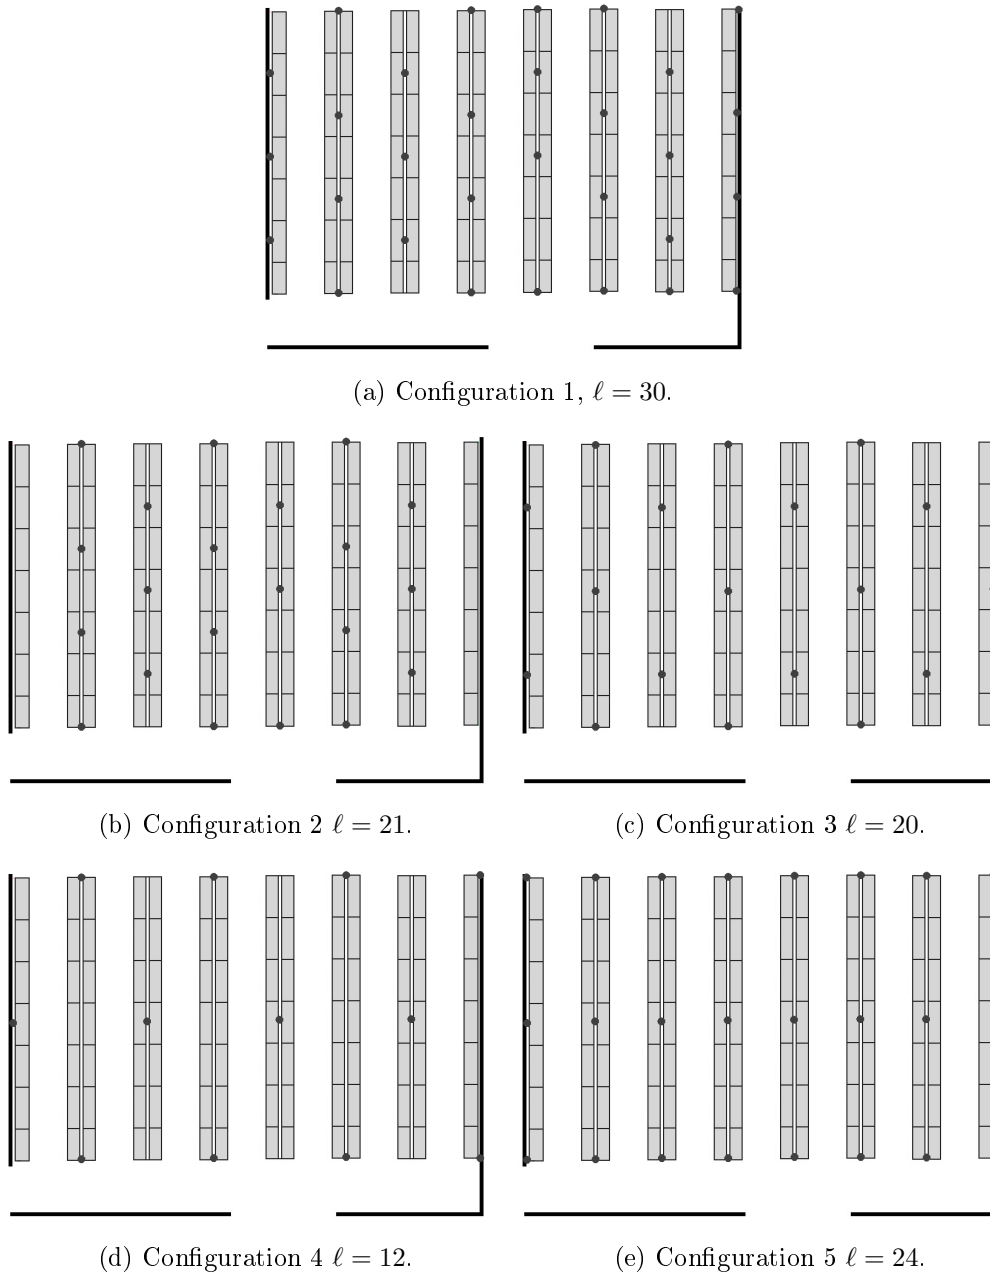 (a) Configuration 1, ℓ = 30.
(b) Configuration 2 ℓ = 21.
(c) Configuration 3 ℓ = 20.
(d) Configuration 4 ℓ = 12.
(e) Configuration 5 ℓ = 24.